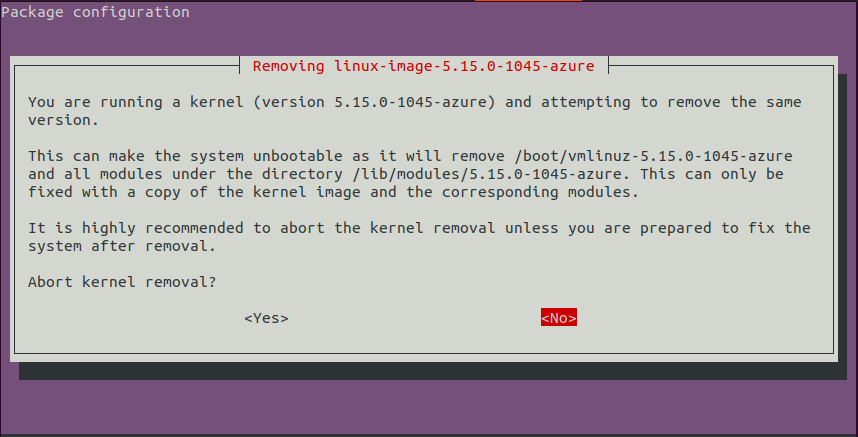 Package configuration
Removing linux-image-5.15.0-1045-azure
You are running a kernel (version 5.15.0-1045-azure) and attempting to remove the same
version.
This can make the system unbootable as it will remove /boot/vmlinuz-5.15.0-1045-azure
and all modules under the directory /lib/modules/5.15.0-1045-azure. This can only be
fixed with a copy of the kernel image and the corresponding modules.
It is highly recommended to abort the kernel removal unless you are prepared to fix the
system after removal.
Abort kernel removal?
<Yes> <No>